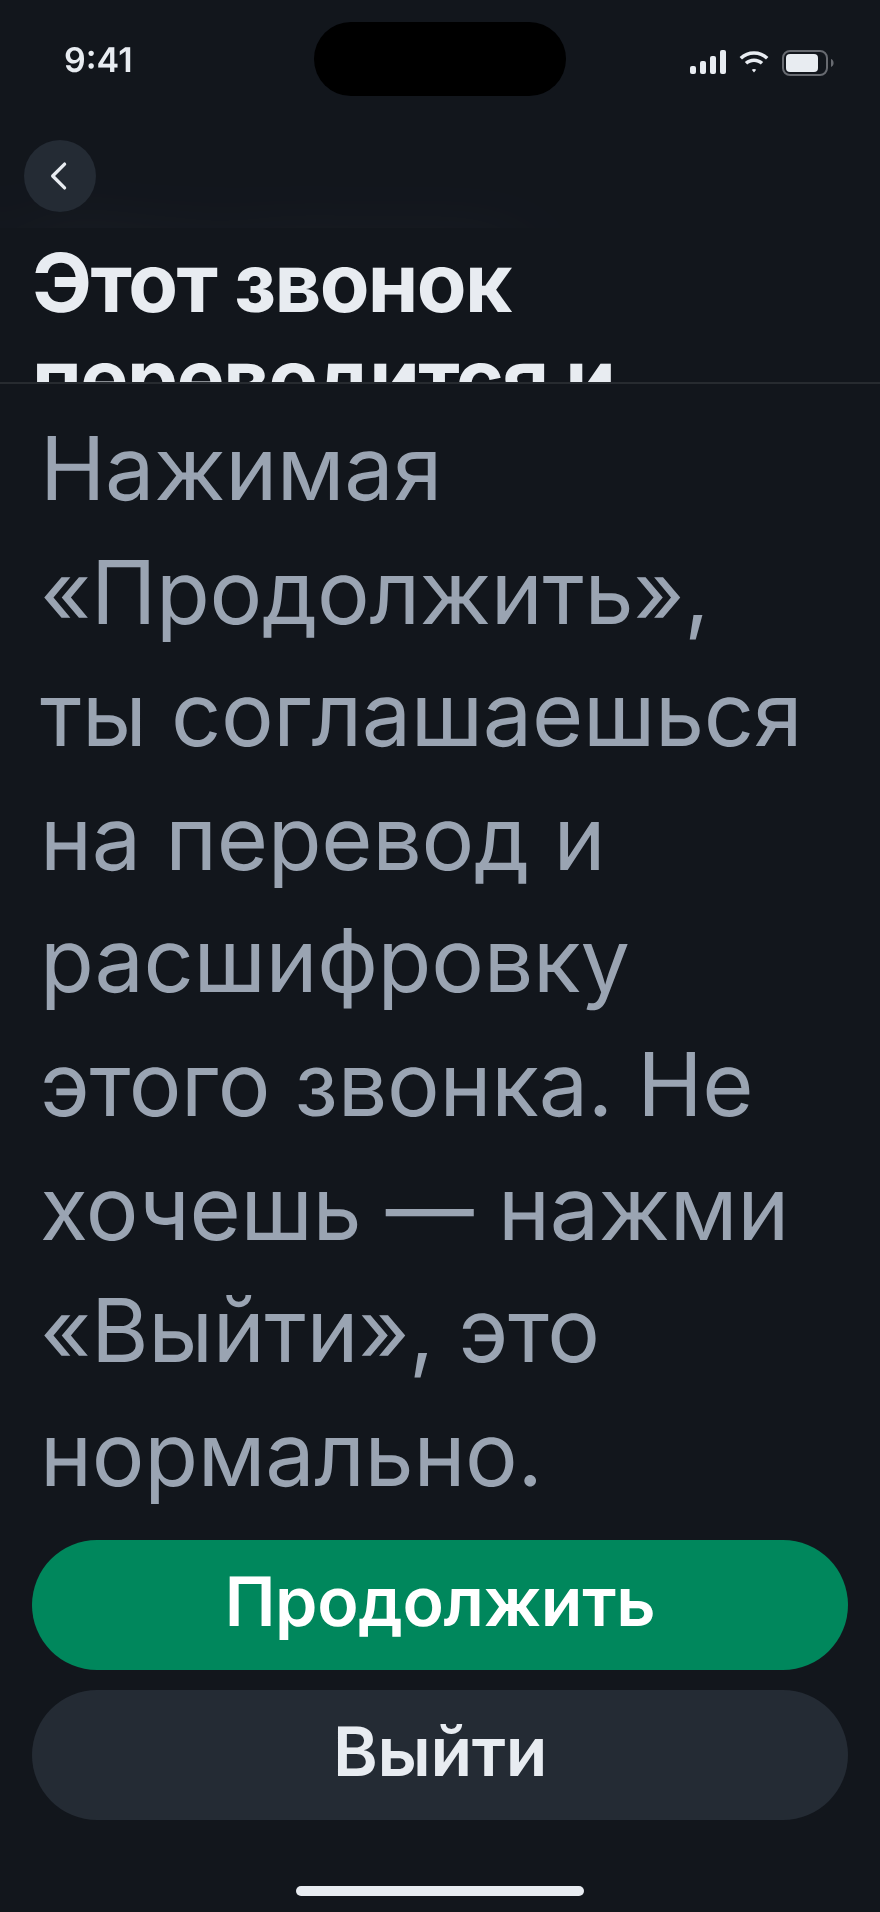 9:41
Этот звонок
переводится и
Нажимая
«Продолжить»,
ты соглашаешься
на перевод и
расшифровку
этого звонка. Не
хочешь — нажми
«Выйти», это
нормально.
Продолжить
Выйти